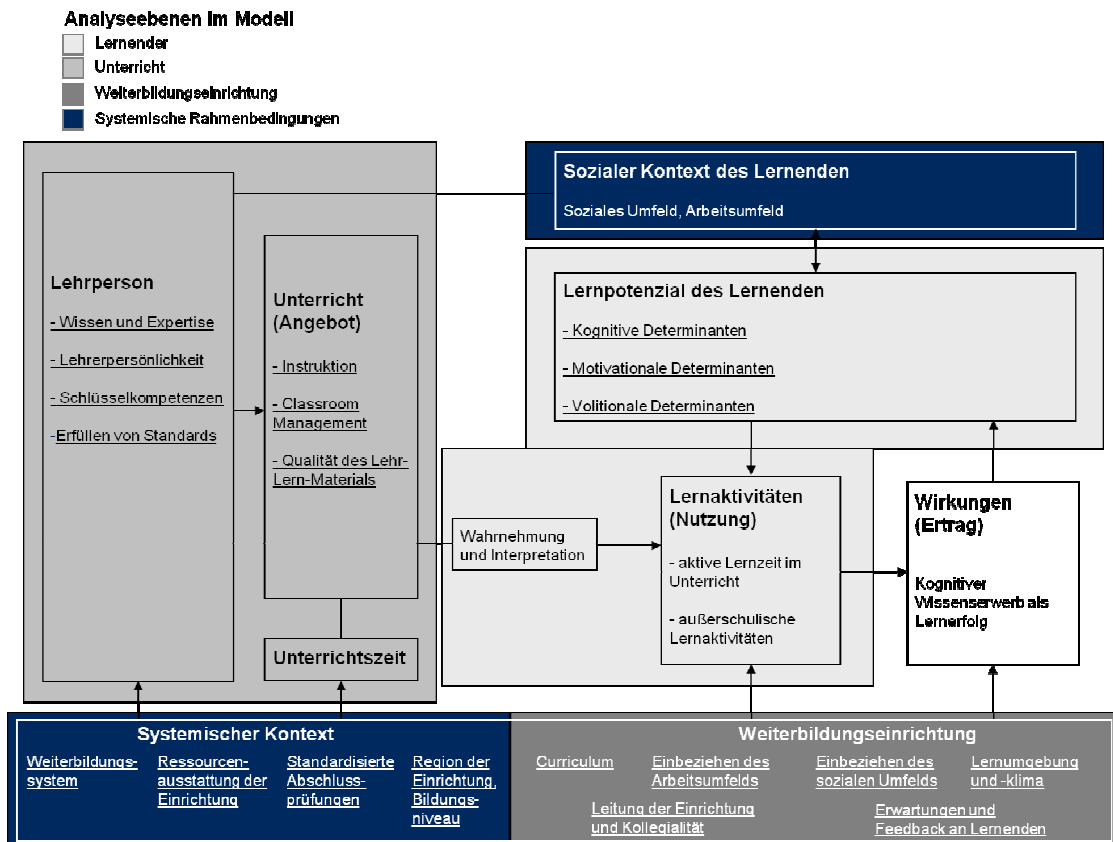 Analyseebenen im Modell
Lernender
Unterricht
Weiterbildungseinrichtung
Systemische Rahmenbedingungen
Lehrperson
- Wissen und Expertise
- Lehrerpersönlichkeit
- Schlüsselkompetenzen
-Erfüllen von Standards
Unterricht
(Angebot)
- Instruktion
- Classroom
Management
- Qualität des Lehr-
Lern-Materials
Unterrichtszeit
Sozialer Kontext des Lernenden
Soziales Umfeld, Arbeitsumfeld
Lernpotenzial des Lernenden
- Kognitive Determinanten
- Motivationale Determinanten
- Volitionale Determinanten
Wahrnehmung
und Interpretation
Lernaktivitäten
(Nutzung)
- aktive Lernzeit im
Unterricht
- außerschulische
Lernaktivitäten
Wirkungen
(Ertrag)
Kognitiver
Wissenserwerb als
Lernerfolg
Systemischer Kontext
Weiterbildungs-
system
Ressourcen-
ausstattung der
Einrichtung
Standardisierte
Abschluss-
prüfungen
Region der
Einrichtung,
Bildungs-
niveau
Weiterbildungseinrichtung
Curriculum
Einbeziehen des
Arbeitsumfelds
Einbeziehen des
sozialen Umfelds
Lernumgebung
und -klima
Leitung der Einrichtung
und Kollegialität
Erwartungen und
Feedback an Lernenden